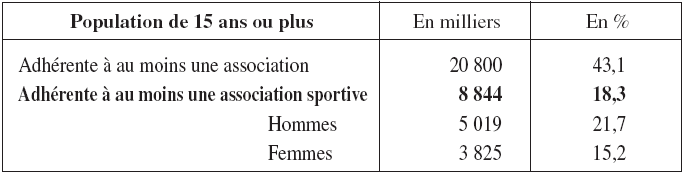 Population de 15 ans ou plus En milliers En %
Adhérente à au moins une association 20 800 43,1
Adhérente à au moins une association sportive 8 844 18,3
Hommes 5 019 21,7
Femmes 3 825 15,2